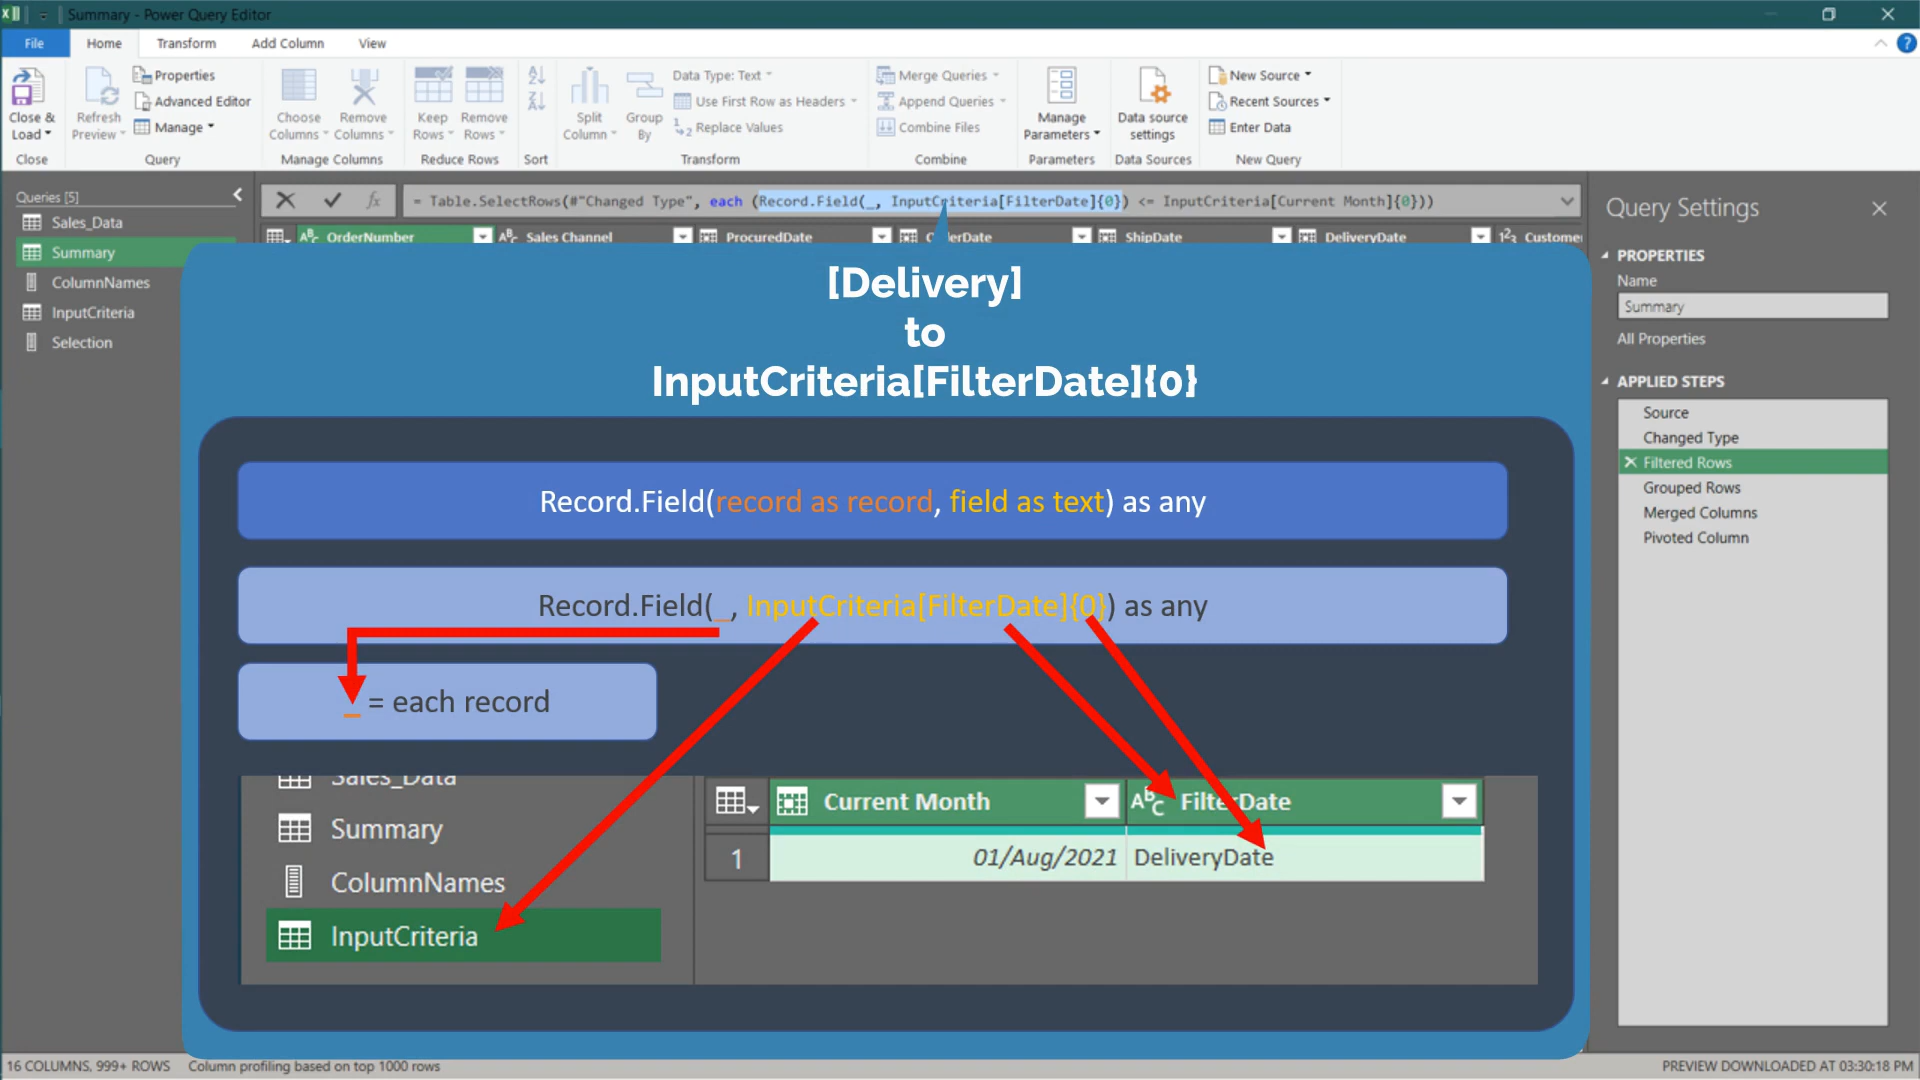 Summary - Power Query Editor
File
Home
Transform
Add Column
View
Close &
Load
Refresh
Preview
Properties
Advanced Editor
Manage
Choose
Columns
Remove
Columns
Keep
Rows
Remove
Rows
Split
Column
Group
By
Data Type: Text
Use First Row as Headers
Replace Values
Merge Queries
Append Queries
Combine Files
Manage
Parameters
Data source
settings
New Source
Recent Sources
Enter Data
Close
Query
Manage Columns
Reduce Rows
Sort
Transform
Combine
Parameters
Data Sources
New Query
Queries [5]
Sales_Data
Summary
ColumnNames
InputCriteria
Selection
fx
= Table.SelectRows(#"Changed Type", each (Record.Field(_, InputCriteria[FilterDate]{0}) <= InputCriteria[Current Month]{0}))
OrderNumber
Sales Channel
ProcuredDate
ShipDate
DeliveryDate
[Delivery]
to
InputCriteria[FilterDate]{0}
Record.Field(record as record, field as text) as any
Record.Field(_, InputCriteria[FilterDate]{0}) as any
_ = each record
Sales_Data
Summary
ColumnNames
InputCriteria
Current Month
FilterDate
1
01/Aug/2021
DeliveryDate
Query Settings
PROPERTIES
Name
Summary
All Properties
APPLIED STEPS
Source
Changed Type
Filtered Rows
Grouped Rows
Merged Columns
Pivoted Column
16 COLUMNS, 999+ ROWS
Column profiling based on top 1000 rows
PREVIEW DOWNLOADED AT 03:30:18 PM